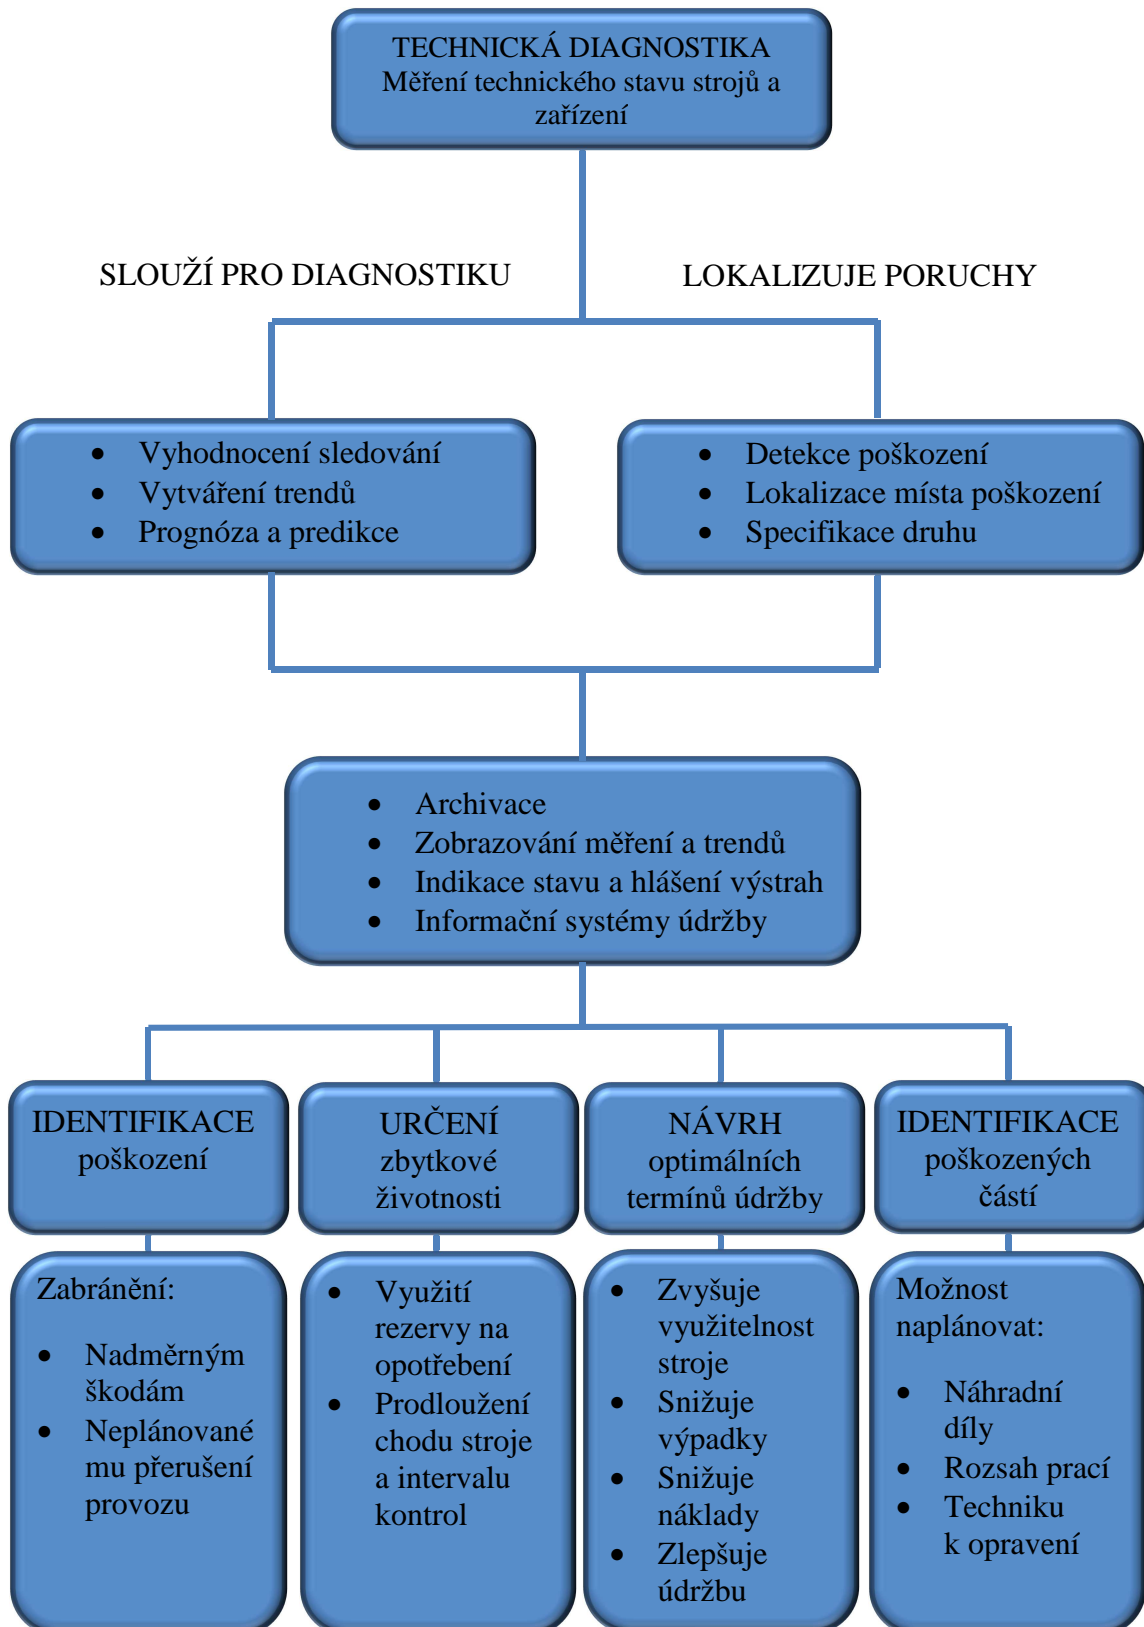 TECHNICKÁ DIAGNOSTIKA
Měření technického stavu strojů a
zařízení
SLOUŽÍ PRO DIAGNOSTIKU
LOKALIZUJE PORUCHY
• Vyhodnocení sledování
• Vytváření trendů
• Prognóza a predikce
• Detekce poškození
• Lokalizace místa poškození
• Specifikace druhu
• Archivace
• Zobrazování měření a trendů
• Indikace stavu a hlášení výstrah
• Informační systémy údržby
IDENTIFIKACE
poškození
URČENÍ
zbytkové
životnosti
NÁVRH
optimálních
termínů údržby
IDENTIFIKACE
poškozených
částí
Zabránění:
• Nadměrným
škodám
• Neplánované
mu přerušení
provozu
• Využití
rezervy na
opotřebení
• Prodloužení
chodu stroje
a intervalu
kontrol
• Zvyšuje
využitelnost
stroje
• Snižuje
výpadky
• Snižuje
náklady
• Zlepšuje
údržbu
Možnost
naplánovat:
• Náhradní
díly
• Rozsah prací
• Techniku
k opravení